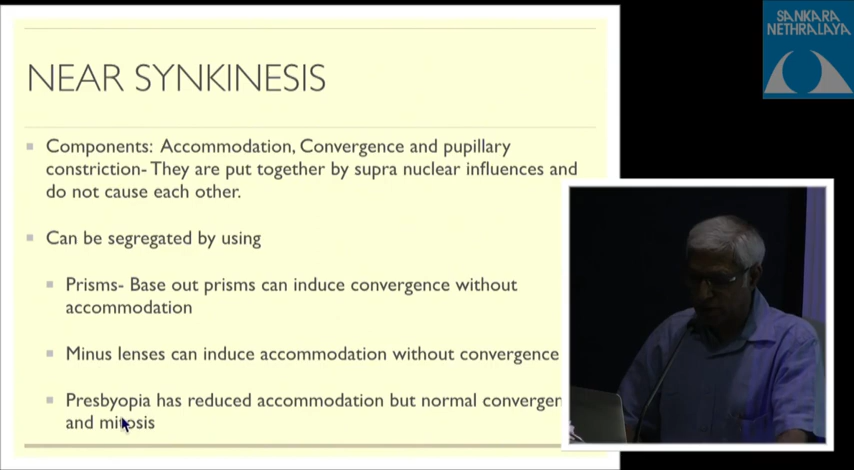 NEAR SYNKINESIS
Components: Accommodation, Convergence and pupillary
constriction- They are put together by supra nuclear influences and
do not cause each other.
Can be segregated by using
Prisms- Base out prisms can induce convergence without
accommodation
Minus lenses can induce accommodation without convergence
Presbyopia has reduced accommodation but normal convergen
and mitosis
SANKARA
NETHRALAYA